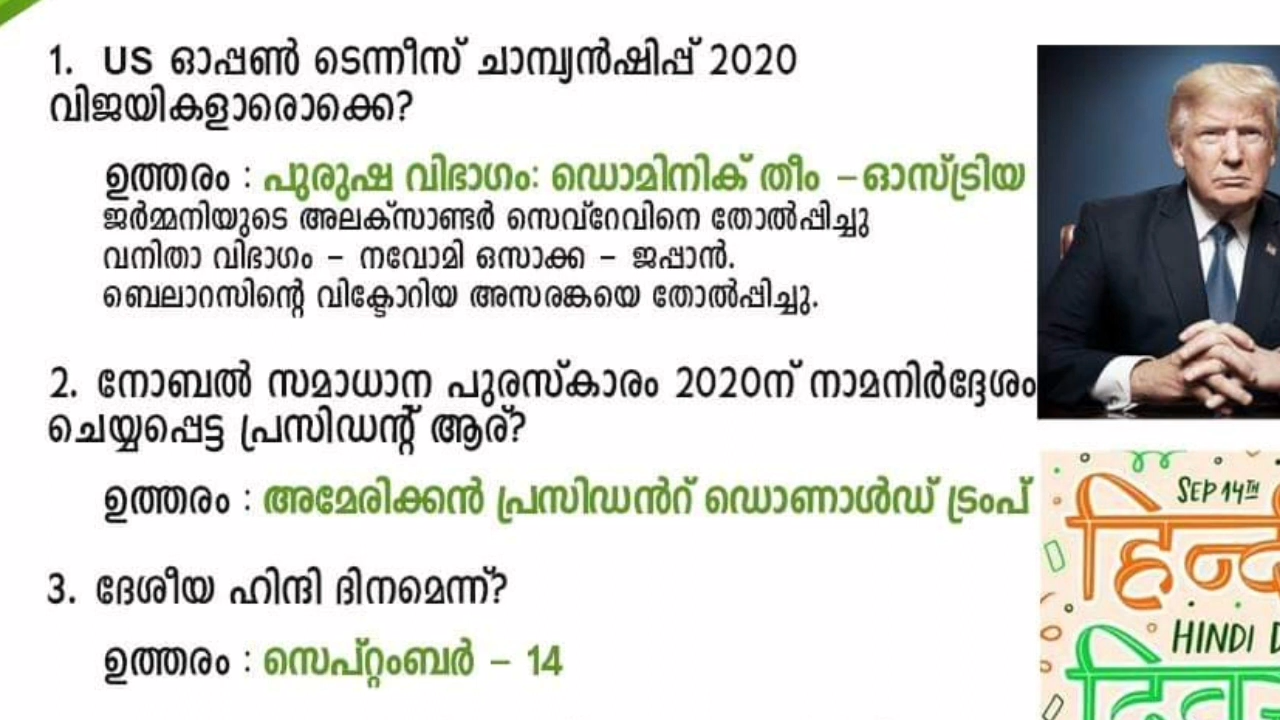 1. US ഓപ്പൺ ടെന്നീസ് ചാമ്പ്യൻഷിപ്പ് 2020
വിജയികളാരൊക്കെ?
ഉത്തരം : പുരുഷ വിഭാഗം: ഡൊമിനിക് തീം – ഓസ്ട്രിയ
ജർമ്മനിയുടെ അലക്സാണ്ടർ സെവ്റേവിനെ തോൽപ്പിച്ചു
വനിതാ വിഭാഗം – നവോമി ഒസാക്ക – ജപ്പാൻ.
ബെലാറസിന്റെ വിക്ടോറിയ അസരങ്കയെ തോൽപ്പിച്ചു.
2. നോബൽ സമാധാന പുരസ്കാരം 2020ന് നാമനിർദ്ദേശം
ചെയ്യപ്പെട്ട പ്രസിഡന്റ് ആര്?
ഉത്തരം : അമേരിക്കൻ പ്രസിഡൻറ് ഡൊണാൾഡ് ട്രംപ്
3. ദേശീയ ഹിന്ദി ദിനമെന്ന്?
ഉത്തരം : സെപ്റ്റംബർ – 14
SEP 14TH
हिन्दी
HINDI D